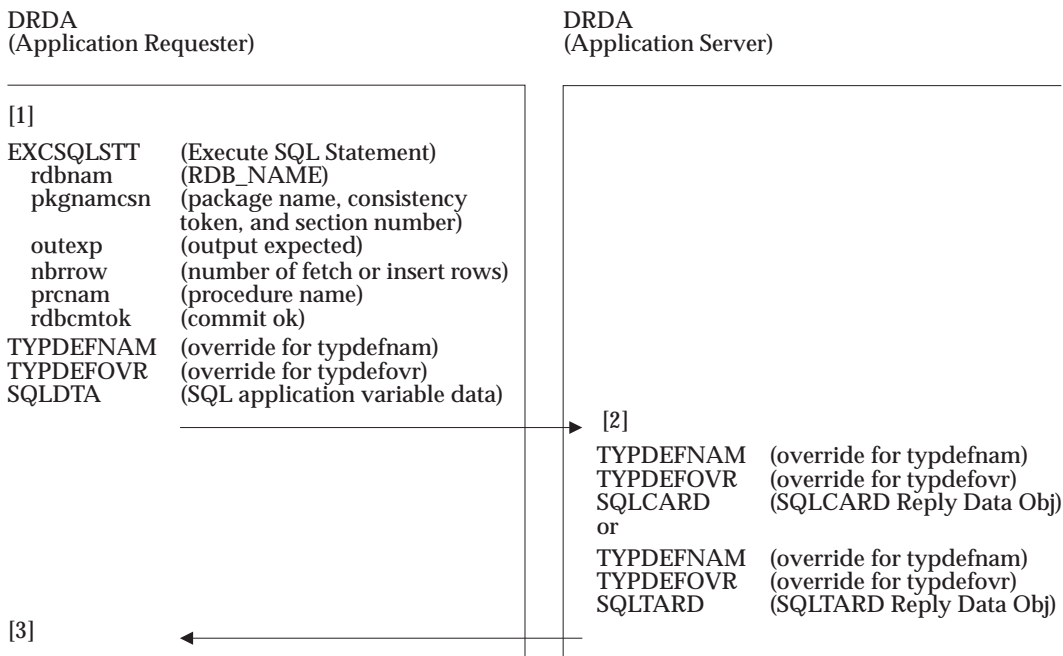 DRDA
(Application Requester)
DRDA
(Application Server)
[1]
EXCSQLSTT (Execute SQL Statement)
rdbnam (RDB_NAME)
pkgnamcsn (package name, consistency
token, and section number)
outexp (output expected)
nbrrow (number of fetch or insert rows)
prcnam (procedure name)
rdbcmtok (commit ok)
TYPDEFNAM (override for typdefnam)
TYPDEFOVR (override for typdefovr)
SQLDTA (SQL application variable data)
[2]
TYPDEFNAM (override for typdefnam)
TYPDEFOVR (override for typdefovr)
SQLCARD (SQLCARD Reply Data Obj)
or
TYPDEFNAM (override for typdefnam)
TYPDEFOVR (override for typdefovr)
SQLTARD (SQLTARD Reply Data Obj)
[3]